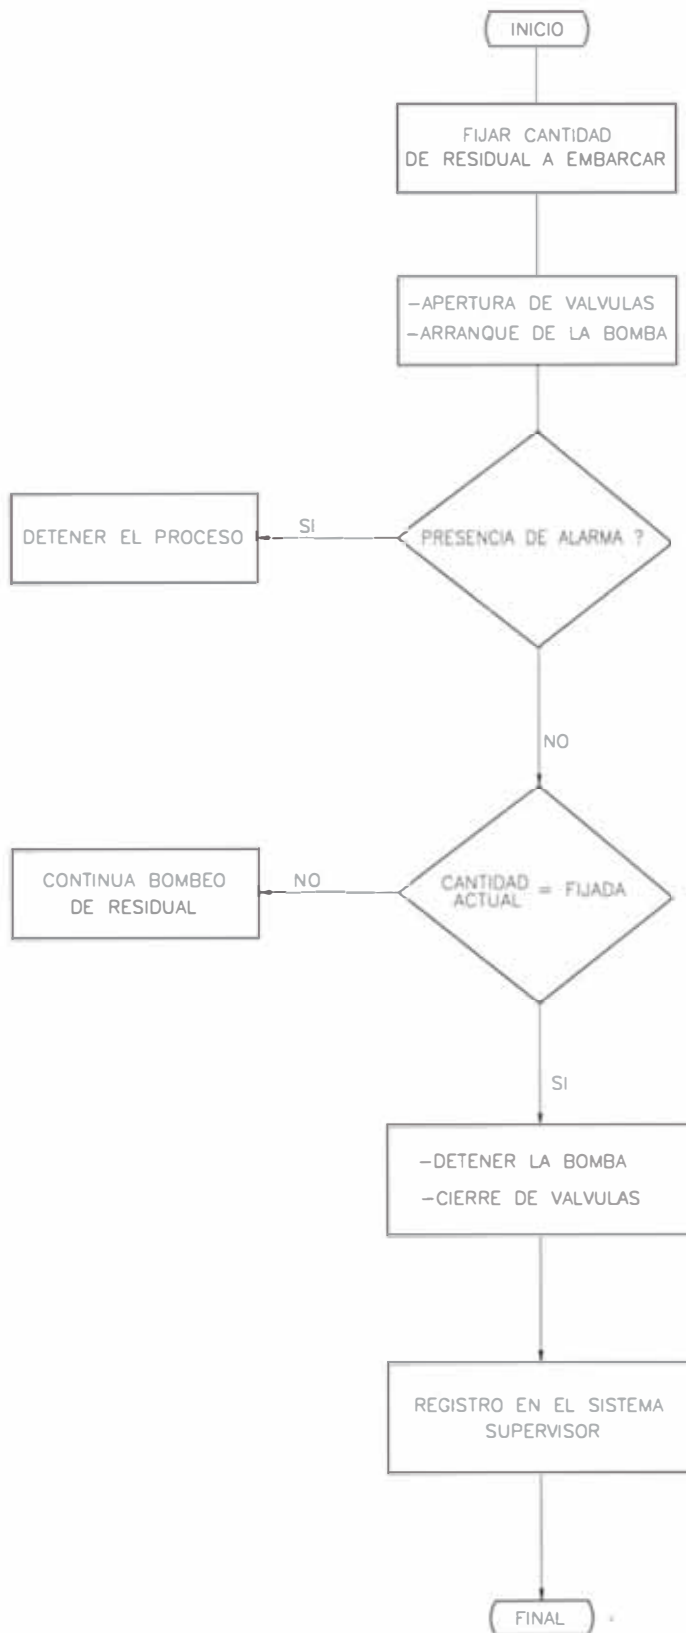 INICIO
FIJAR CANTIDAD
DE RESIDUAL A EMBARCAR
-APERTURA DE VALVULAS
-ARRANQUE DE LA BOMBA
PRESENCIA DE ALARMA ?
SI
DETENER EL PROCESO
NO
CANTIDAD
ACTUAL = FIJADA
NO
CONTINUA BOMBEO
DE RESIDUAL
SI
-DETENER LA BOMBA
-CIERRE DE VALVULAS
REGISTRO EN EL SISTEMA
SUPERVISOR
FINAL